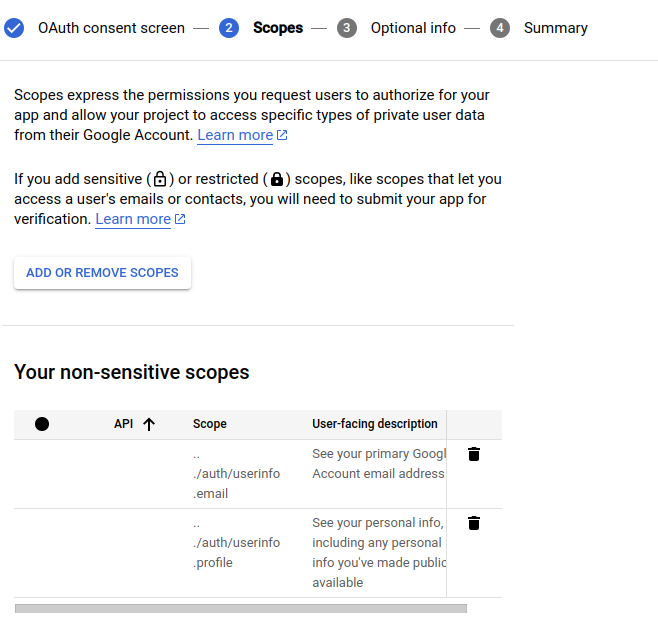 OAuth consent screen — 2 Scopes — 3 Optional info — 4 Summary
Scopes express the permissions you request users to authorize for your
app and allow your project to access specific types of private user data
from their Google Account. Learn more
If you add sensitive ( ) or restricted ( ) scopes, like scopes that let you
access a user's emails or contacts, you will need to submit your app for
verification. Learn more
ADD OR REMOVE SCOPES
Your non-sensitive scopes
API Scope User-facing description
..
./auth/userinfo
.email
See your primary Googl
Account email address
..
./auth/userinfo
.profile
See your personal info,
including any personal
info you've made public
available